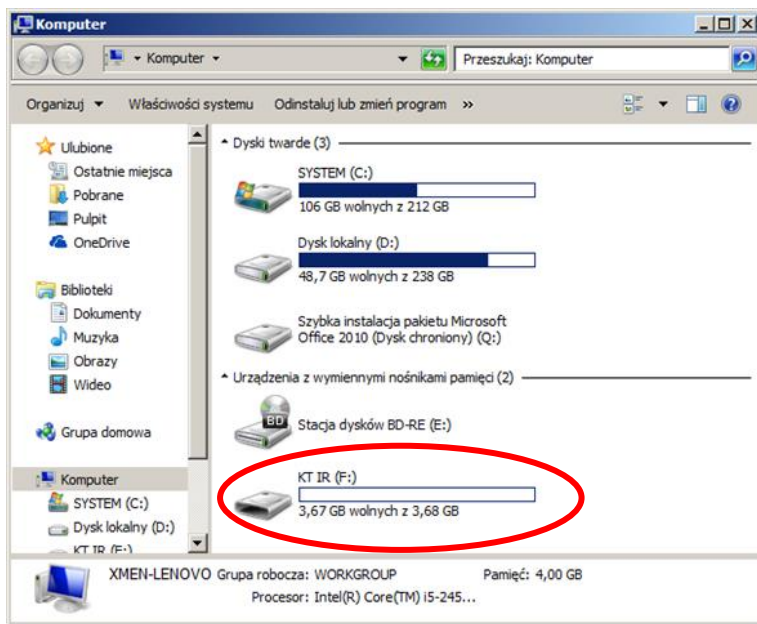 Komputer
Komputer
Przeszukaj: Komputer
Organizuj
Właściwości systemu
Odinstaluj lub zmień program
»
Ulubione
Ostatnie miejsca
Pobrane
Pulpit
OneDrive
Biblioteki
Dokumenty
Muzyka
Obrazy
Wideo
Grupa domowa
Komputer
SYSTEM (C:)
Dysk lokalny (D:)
KT IR (F:)
Dyski twarde (3)
SYSTEM (C:)
106 GB wolnych z 212 GB
Dysk lokalny (D:)
48,7 GB wolnych z 238 GB
Szybka instalacja pakietu Microsoft
Office 2010 (Dysk chroniony) (Q:)
Urządzenia z wymiennymi nośnikami pamięci (2)
BD
Stacja dysków BD-RE (E:)
KT IR (F:)
3,67 GB wolnych z 3,68 GB
XMEN-LENOVO Grupa robocza: WORKGROUP Pamięć: 4,00 GB
Procesor: Intel(R) Core(TM) i5-245...